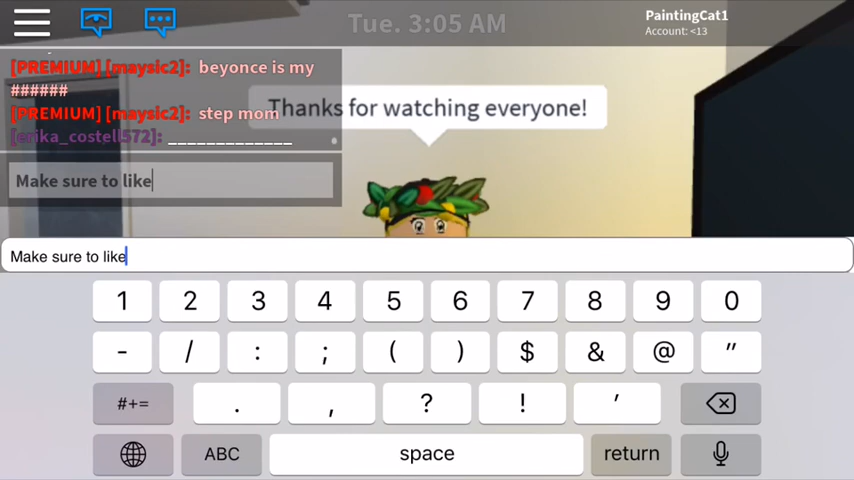 Tue. 3:05 AM
PaintingCat1
Account: <13
[PREMIUM] [maysic2]: beyonce is my
######
[PREMIUM] [maysic2]: step mom
[erika_costell572]: _____________
Thanks for watching everyone!
Make sure to like
Make sure to like
1 2 3 4 5 6 7 8 9 0
- / : ; ( ) $ & @ "
#+= . , ? ! '
ABC space return